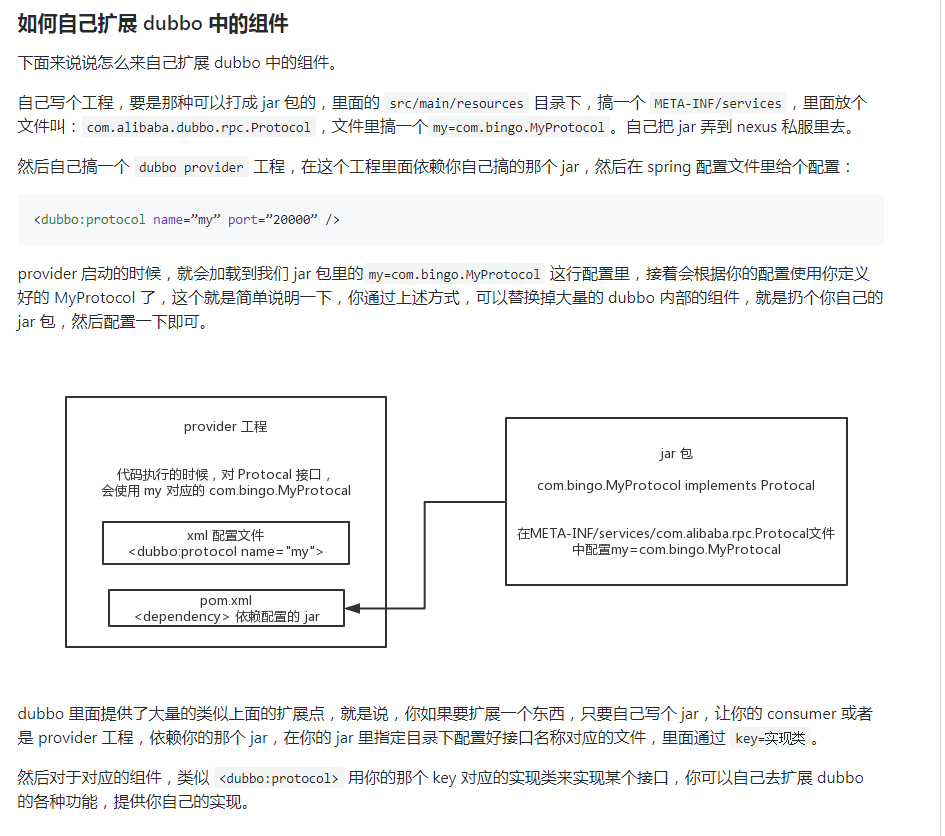 如何自己扩展 dubbo 中的组件
下面来说说怎么来自己扩展 dubbo 中的组件。
自己写个工程，要是那种可以打成 jar 包的，里面的 src/main/resources 目录下，搞一个 META-INF/services ，里面放个
文件叫：com.alibaba.dubbo.rpc.Protocol ，文件里搞一个 my=com.bingo.MyProtocol 。自己把 jar 弄到 nexus 私服里去。
然后自己搞一个 dubbo provider 工程，在这个工程里面依赖你自己搞的那个 jar，然后在 spring 配置文件里给个配置：
<dubbo:protocol name=”my” port=”20000” />
provider 启动的时候，就会加载到我们 jar 包里的 my=com.bingo.MyProtocol 这行配置里，接着会根据你的配置使用你定义
好的 MyProtocol 了，这个就是简单说明一下，你通过上述方式，可以替换掉大量的 dubbo 内部的组件，就是扔个你自己的
jar 包，然后配置一下即可。
provider 工程
代码执行的时候，对 Protocal 接口，
会使用 my 对应的 com.bingo.MyProtocal
xml 配置文件
<dubbo:protocol name="my">
pom.xml
<dependency> 依赖配置的 jar
jar 包
com.bingo.MyProtocol implements Protocal
在META-INF/services/com.alibaba.rpc.Protocal文件
中配置my=com.bingo.MyProtocal
dubbo 里面提供了大量的类似上面的扩展点，就是说，你如果要扩展一个东西，只要自己写个 jar，让你的 consumer 或者
是 provider 工程，依赖你的那个 jar，在你的 jar 里指定目录下配置好接口名称对应的文件，里面通过 key=实现类 。
然后对于对应的组件，类似 <dubbo:protocol> 用你的那个 key 对应的实现类来实现某个接口，你可以自己去扩展 dubbo
的各种功能，提供你自己的实现。